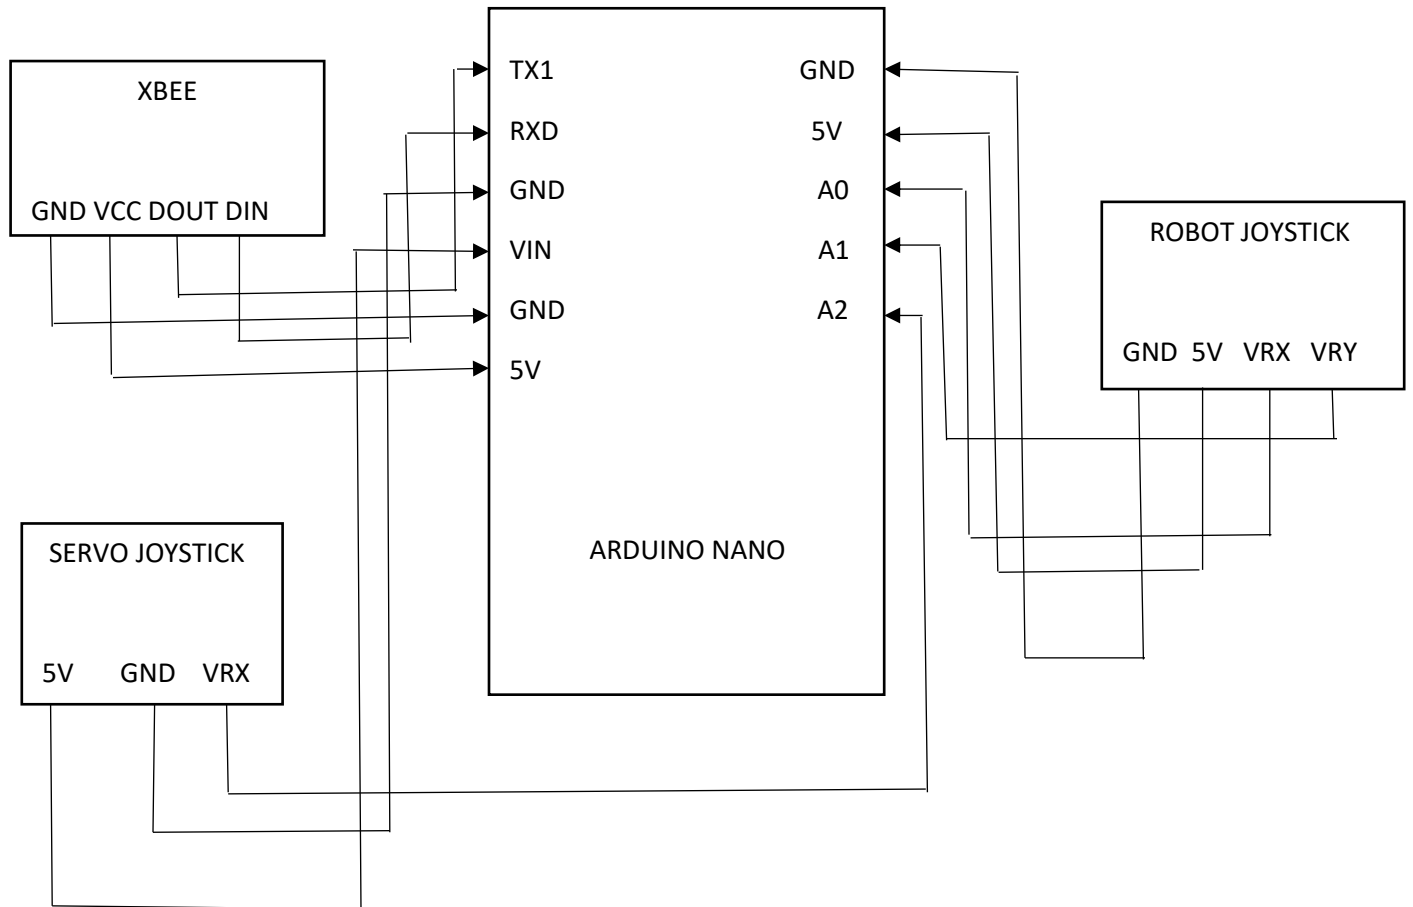 XBEE
GND VCC DOUT DIN
TX1
RXD
GND
VIN
GND
5V
GND
5V
A0
A1
A2
ARDUINO NANO
ROBOT JOYSTICK
GND 5V VRX VRY
SERVO JOYSTICK
5V GND VRX